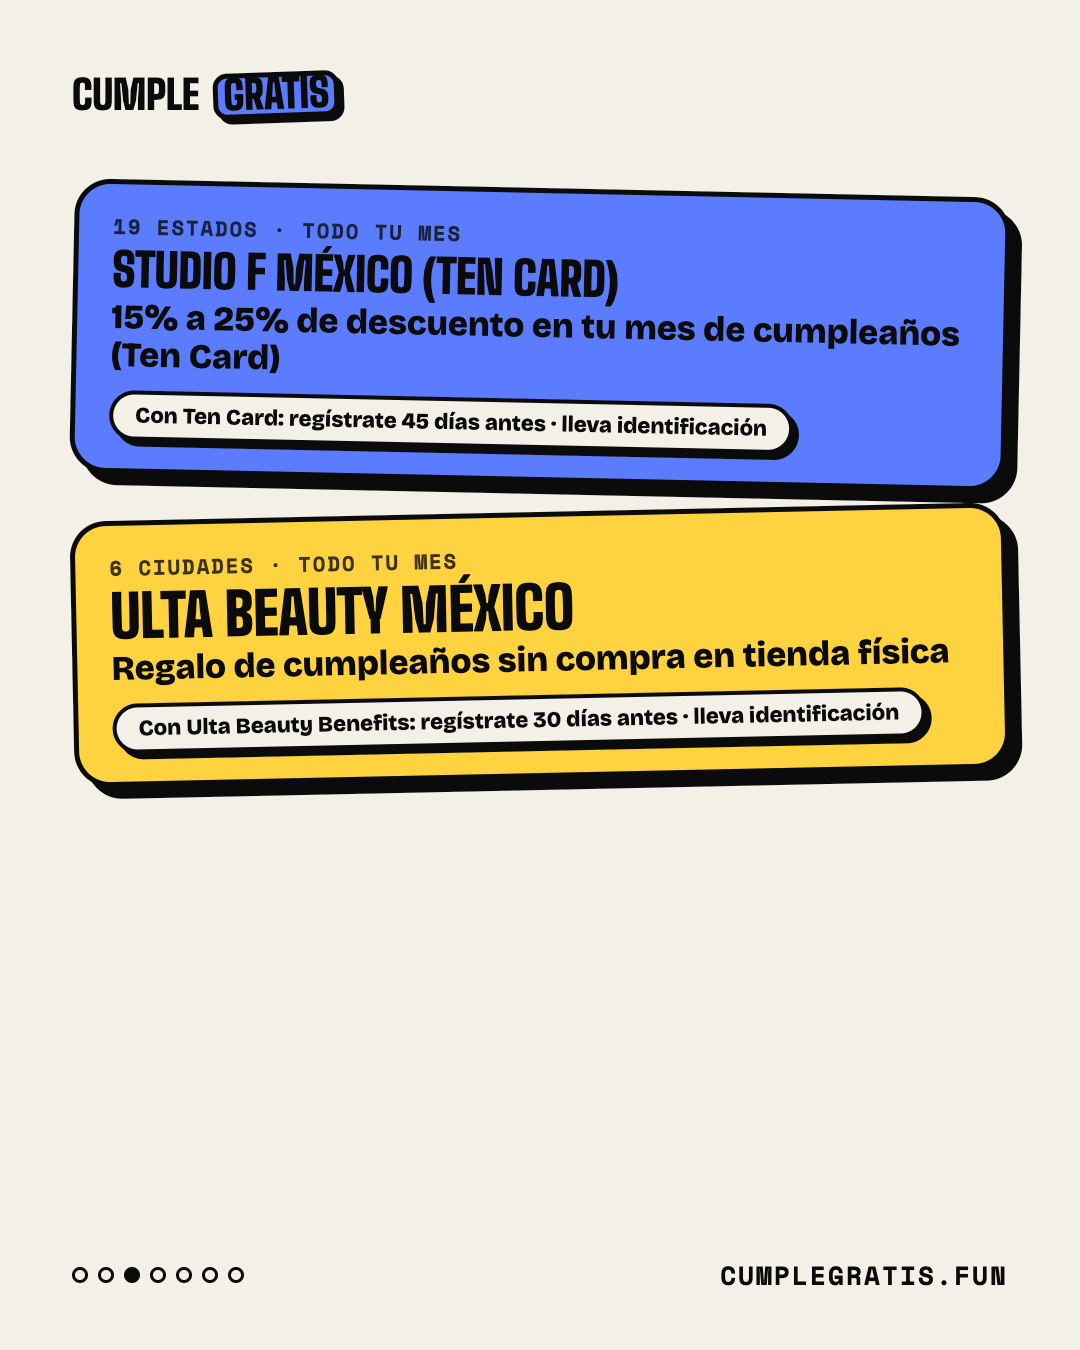 CUMPLE GRATIS
19 ESTADOS · TODO TU MES
STUDIO F MÉXICO (TEN CARD)
15% a 25% de descuento en tu mes de cumpleaños
(Ten Card)
Con Ten Card: regístrate 45 días antes · lleva identificación
6 CIUDADES · TODO TU MES
ULTA BEAUTY MÉXICO
Regalo de cumpleaños sin compra en tienda física
Con Ulta Beauty Benefits: regístrate 30 días antes · lleva identificación
CUMPLEGRATIS.FUN